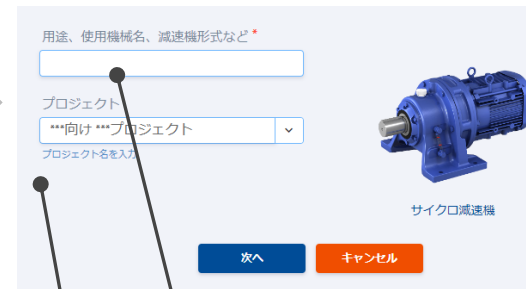 用途、使用機械名、減速機形式など*
プロジェクト
***向け ***プロジェクト
プロジェクト名を入力
サイクロ減速機
次へ
キャンセル